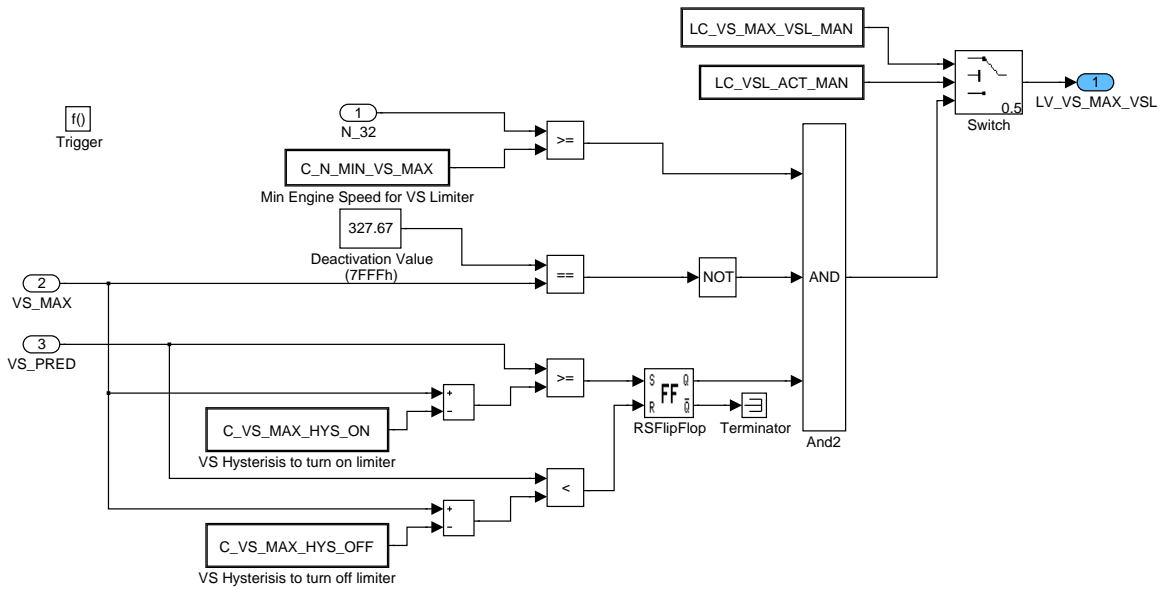 LC_VS_MAX_VSL_MAN
LC_VSL_ACT_MAN
0.5
Switch
1
LV_VS_MAX_VSL
f()
Trigger
1
N_32
>=
C_N_MIN_VS_MAX
Min Engine Speed for VS Limiter
327.67
Deactivation Value
(7FFFh)
==
NOT
AND
And2
2
VS_MAX
3
VS_PRED
>=
+
-
C_VS_MAX_HYS_ON
VS Hysterisis to turn on limiter
S Q
FF
R Q
RSFlipFlop
Terminator
<
+
-
C_VS_MAX_HYS_OFF
VS Hysterisis to turn off limiter